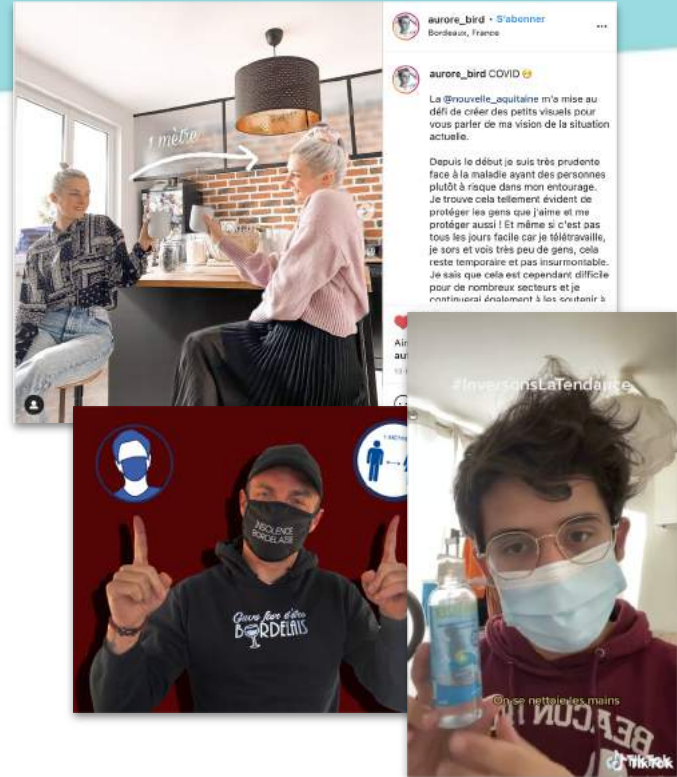 aurore_bird • S'abonner
Bordeaux, France
aurore_bird COVID
La @nouvelle_aquitaine m'a mise au
défi de créer des petits visuels pour
vous parler de ma vision de la situation
actuelle.
Depuis le début je suis très prudente
face à la maladie ayant des personnes
plutôt à risque dans mon entourage.
Je trouve cela tellement évident de
protéger les gens que j'aime et me
protéger aussi ! Et même si c'est pas
tous les jours facile car je télétravaille,
je sors et vois très peu de gens, cela
reste temporaire et pas insurmontable.
Je sais que cela est cependant difficile
pour de nombreux secteurs et je
continuerai également à les soutenir à
1 mètre
#InversonsLaTendance
1 MÈTRE
INSOLENCE
BORDELAISE
Gavé fier d'être
BORDELAIS
On se nettoie les mains
BEACON
TikTok